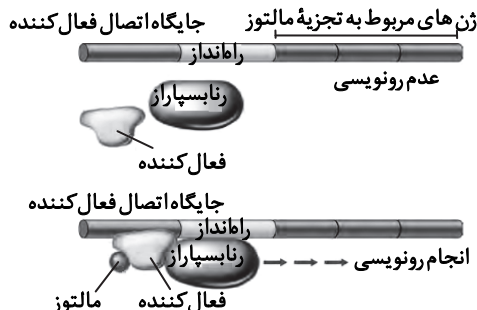 ژن‌های مربوط به تجزیهٔ مالتوز
جایگاه اتصال فعال‌کننده
راه‌انداز
عدم رونویسی
رنابسپاراز
فعال‌کننده
جایگاه اتصال فعال‌کننده
راه‌انداز
رنابسپاراز
انجام رونویسی
فعال‌کننده
مالتوز